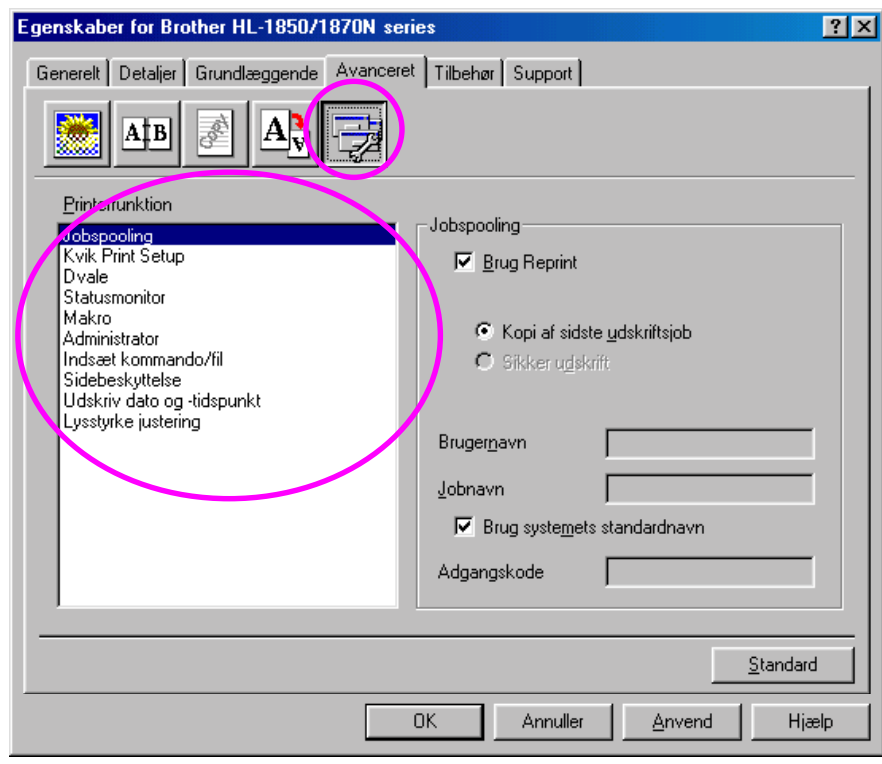 Egenskaber for Brother HL-1850/1870N series
Generelt Detaljer Grundlæggende Avanceret Tilbehør Support
A B COPY A A
Printerfunktion
Jobspooling
Kvik Print Setup
Dvale
Statusmonitor
Makro
Administrator
Indsæt kommando/fil
Sidebeskyttelse
Udskriv dato og -tidspunkt
Lysstyrke justering
Jobspooling
Brug Reprint
Kopi af sidste udskriftsjob
Sikker udskrift
Brugernavn
Jobnavn
Brug systemets standardnavn
Adgangskode
Standard
OK Annuller Anvend Hjælp